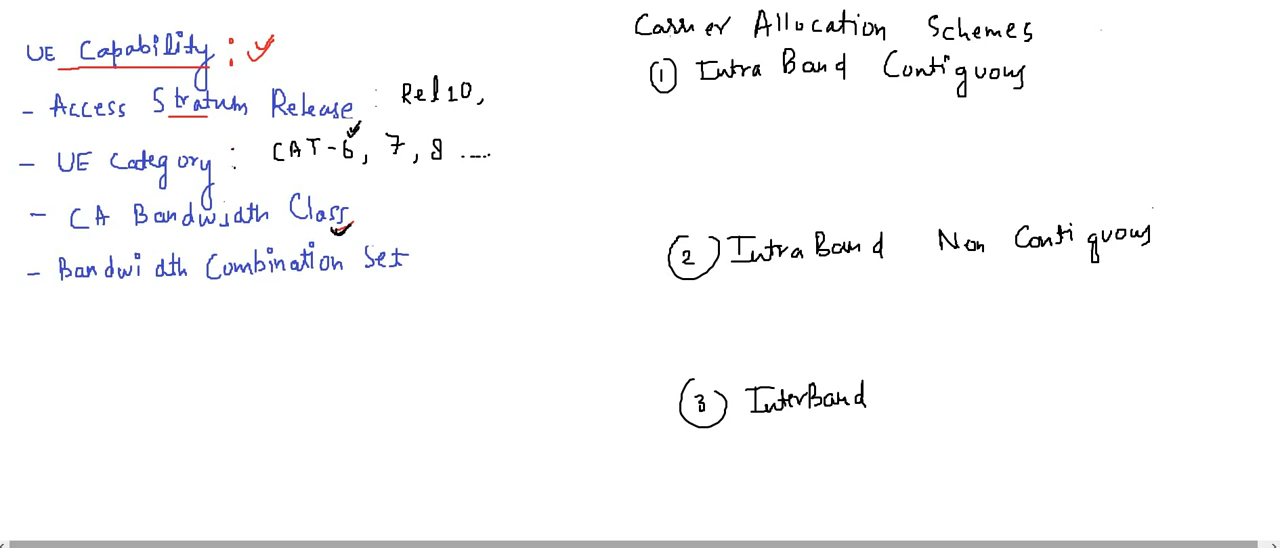 UE Capability :
- Access Stratum Release : Rel 10,
- UE Category : CAT-6, 7, 8 ....
- CA Bandwidth Class
- Bandwidth Combination Set
Carrier Allocation Schemes
① Intra Band Contiguous
② Intra Band Non Contiguous
③ InterBand